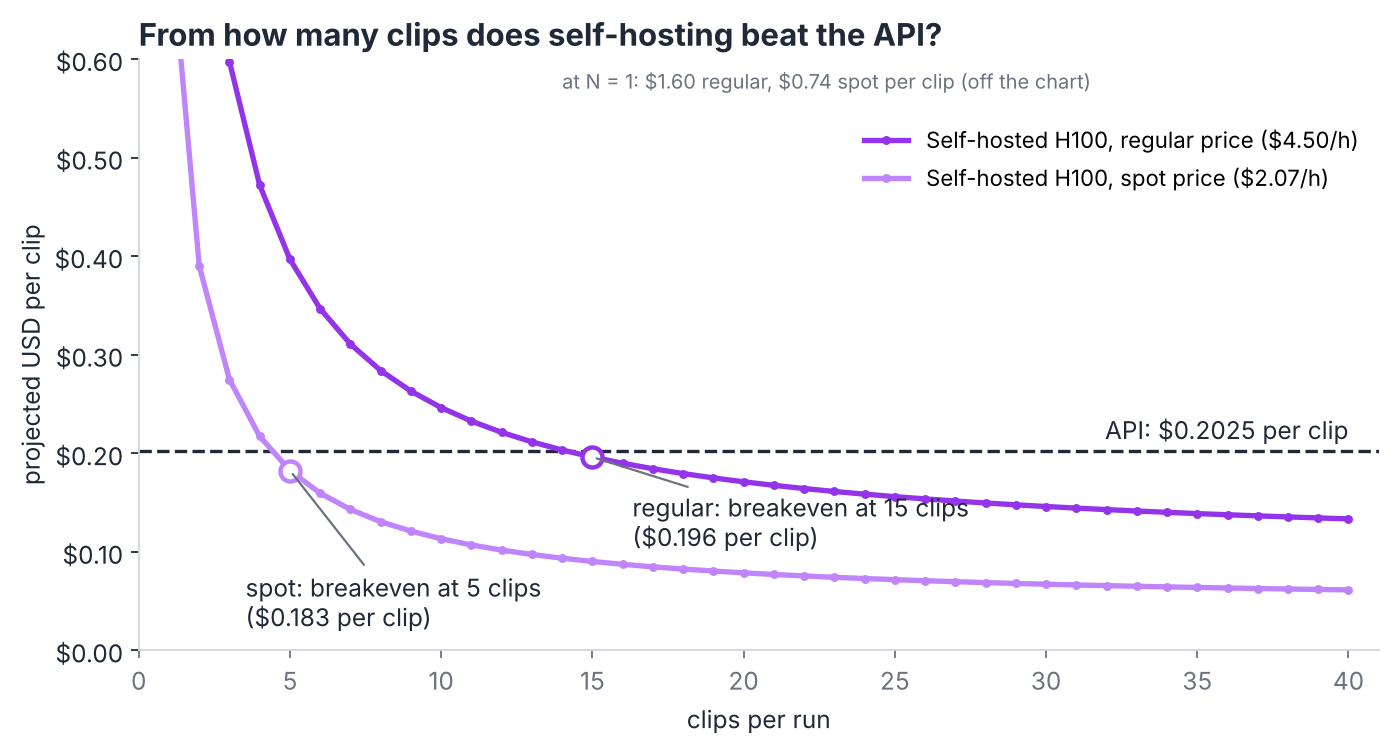 From how many clips does self-hosting beat the API?
at N = 1: $1.60 regular, $0.74 spot per clip (off the chart)
Self-hosted H100, regular price ($4.50/h)
Self-hosted H100, spot price ($2.07/h)
projected USD per clip
$0.60
$0.50
$0.40
$0.30
$0.20
$0.10
$0.00
API: $0.2025 per clip
regular: breakeven at 15 clips
($0.196 per clip)
spot: breakeven at 5 clips
($0.183 per clip)
0
5
10
15
20
25
30
35
40
clips per run